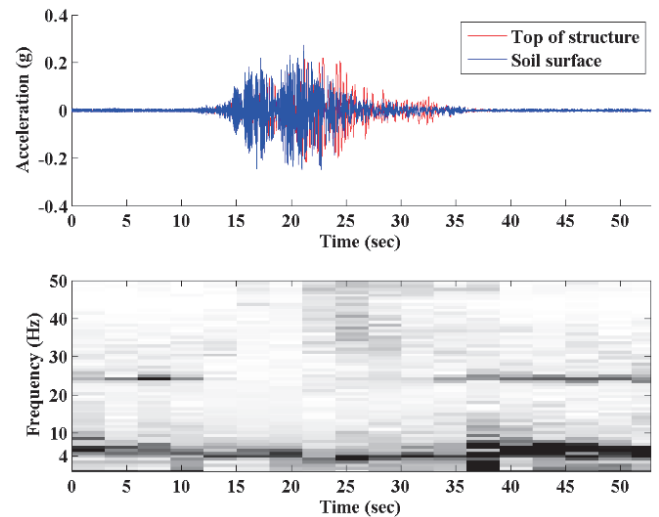 0.4
0.2
0
-0.2
-0.4
Acceleration (g)
Top of structure
Soil surface
0 5 10 15 20 25 30 35 40 45 50
Time (sec)
50
40
30
20
10
4
Frequency (Hz)
0 5 10 15 20 25 30 35 40 45 50
Time (sec)